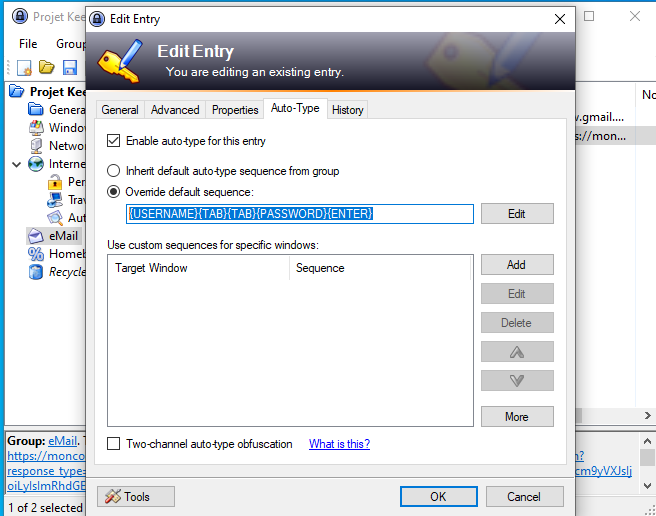 Projet Kee
Edit Entry
File Group
Edit Entry
You are editing an existing entry.
Projet Kee
General
Advanced
Properties
Auto-Type
History
No
Genera
Window
Networ
Interne
Per
Trav
Aut
eMail
Homeb
Recycle
w.gmail....
s://mon...
Enable auto-type for this entry
Inherit default auto-type sequence from group
Override default sequence:
{USERNAME}{TAB}{TAB}{PASSWORD}{ENTER}
Edit
Use custom sequences for specific windows:
Target Window
Sequence
Add
Edit
Delete
More
Two-channel auto-type obfuscation
What is this?
Group: eMail. T
https://monco
n?
response_type=
cm9yVXJslj
oiLylsImRhdGE
Tools
OK
Cancel
1 of 2 selected